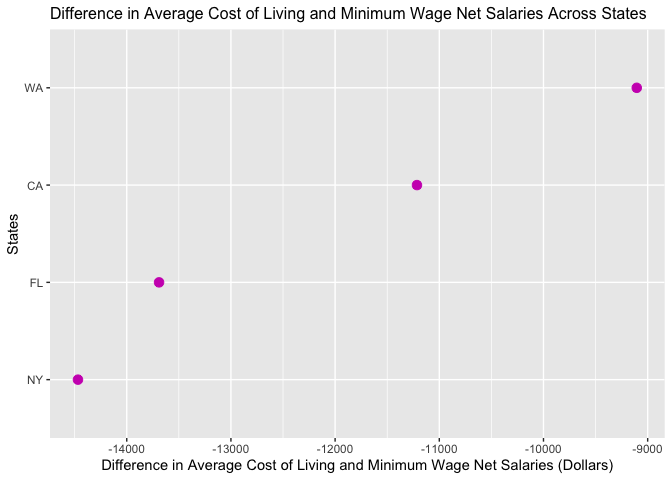 Difference in Average Cost of Living and Minimum Wage Net Salaries Across States
WA
CA
FL
NY
States
-14000
-13000
-12000
-11000
-10000
-9000
Difference in Average Cost of Living and Minimum Wage Net Salaries (Dollars)